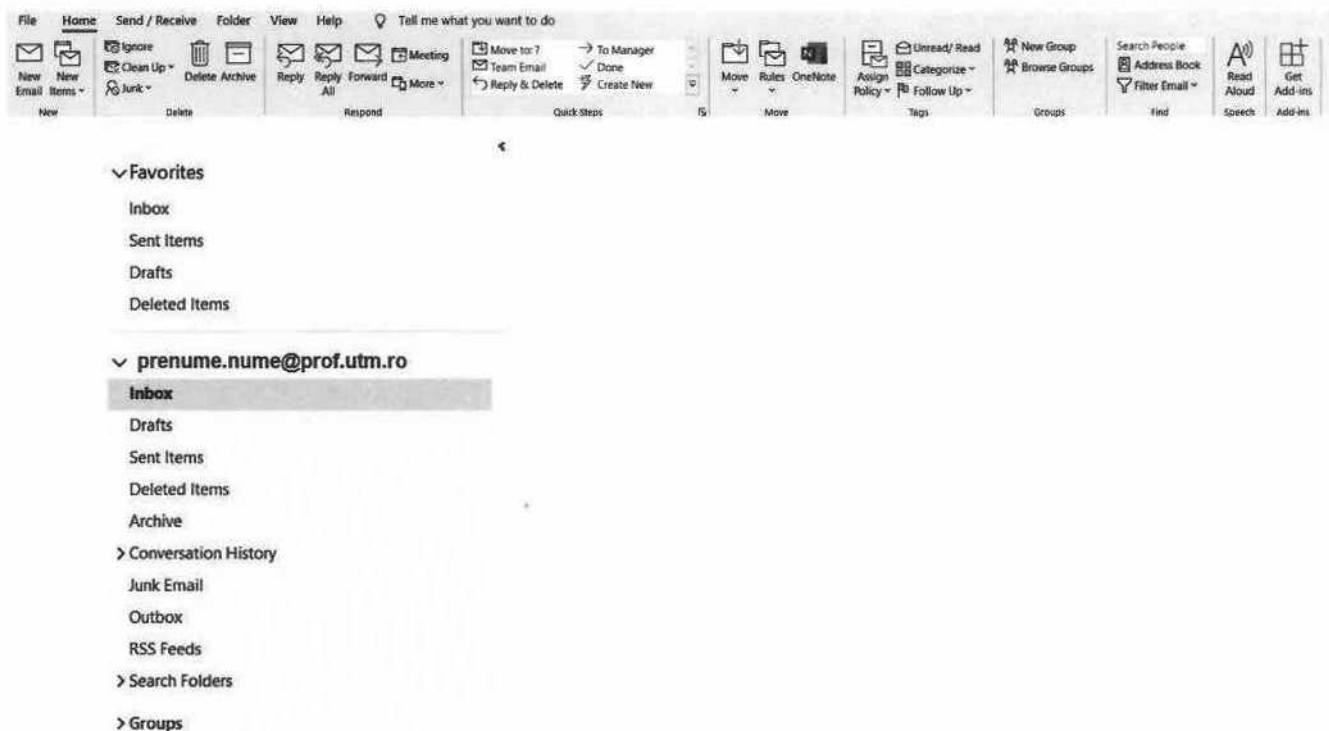 File Home Send / Receive Folder View Help Tell me what you want to do
New Email
New Items
Ignore
Clean Up
Junk
Delete
Archive
Reply
Reply All
Forward
Meeting
More
Move to: ?
Team Email
Reply & Delete
To Manager
Done
Create New
Move
Rules
OneNote
Assign Policy
Unread/ Read
Categorize
Follow Up
New Group
Browse Groups
Search People
Address Book
Filter Email
Read Aloud
Get Add-ins
New Delete Respond Quick Steps Move Tags Groups Find Speech Add-ins
Favorites
Inbox
Sent Items
Drafts
Deleted Items
prenume.nume@prof.utm.ro
Inbox
Drafts
Sent Items
Deleted Items
Archive
Conversation History
Junk Email
Outbox
RSS Feeds
Search Folders
Groups